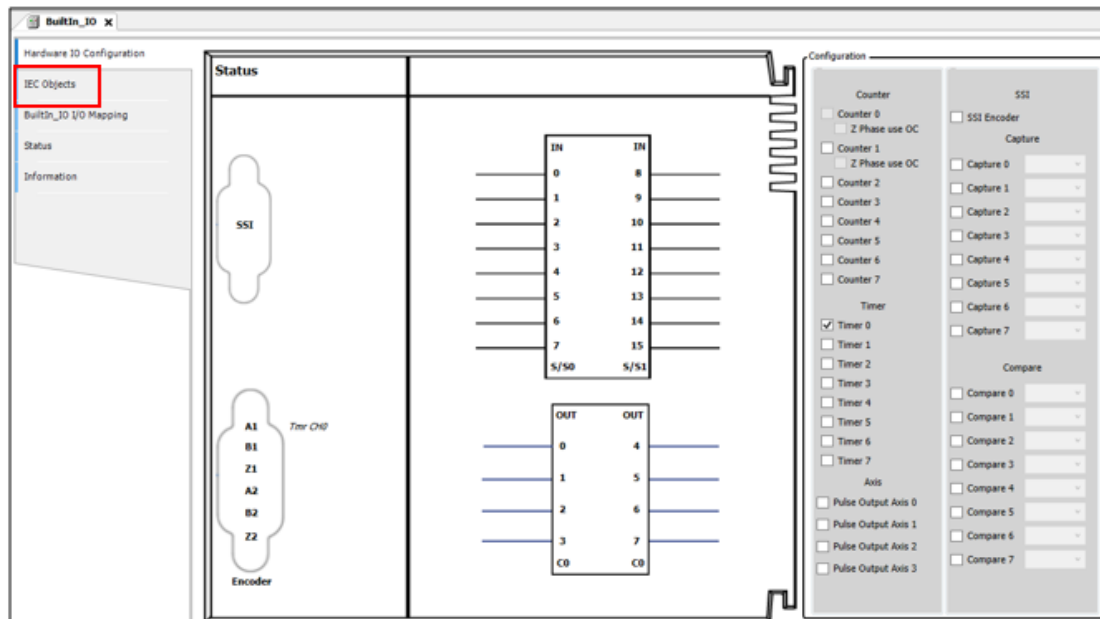 BuiltIn_IO X
Hardware IO Configuration
IEC Objects
BuiltIn_IO I/O Mapping
Status
Information
Status
SSI
A1
Tmr CH0
B1
Z1
A2
B2
Z2
Encoder
IN IN
0 8
1 9
2 10
3 11
4 12
5 13
6 14
7 15
S/S0 S/S1
OUT OUT
0 4
1 5
2 6
3 7
C0 C0
Configuration
Counter
Counter 0
Z Phase use OC
Counter 1
Z Phase use OC
Counter 2
Counter 3
Counter 4
Counter 5
Counter 6
Counter 7
Timer
Timer 0
Timer 1
Timer 2
Timer 3
Timer 4
Timer 5
Timer 6
Timer 7
Axis
Pulse Output Axis 0
Pulse Output Axis 1
Pulse Output Axis 2
Pulse Output Axis 3
SSI
SSI Encoder
Capture
Capture 0
Capture 1
Capture 2
Capture 3
Capture 4
Capture 5
Capture 6
Capture 7
Compare
Compare 0
Compare 1
Compare 2
Compare 3
Compare 4
Compare 5
Compare 6
Compare 7